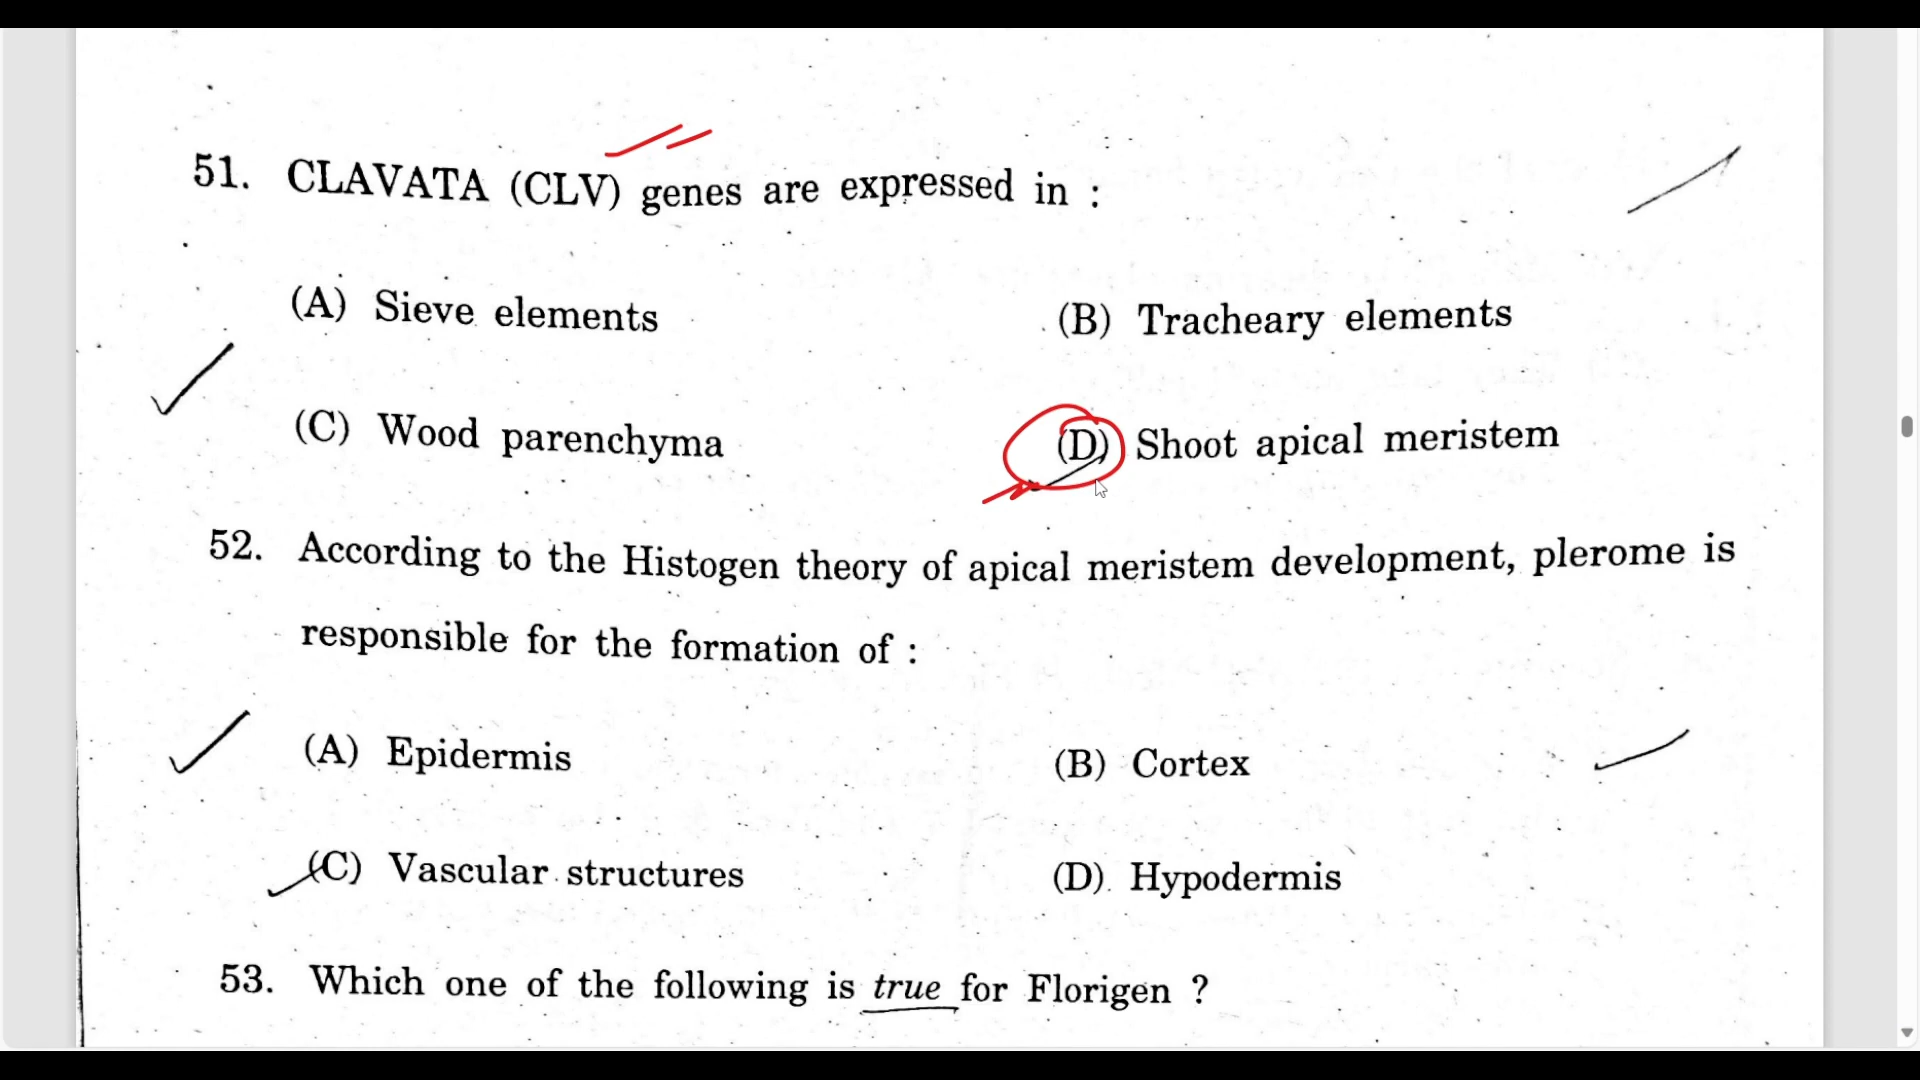 51. CLAVATA (CLV) genes are expressed in :
(A) Sieve elements (B) Tracheary elements
(C) Wood parenchyma (D) Shoot apical meristem
52. According to the Histogen theory of apical meristem development, plerome is
responsible for the formation of :
(A) Epidermis (B) Cortex
(C) Vascular structures (D) Hypodermis
53. Which one of the following is true for Florigen ?